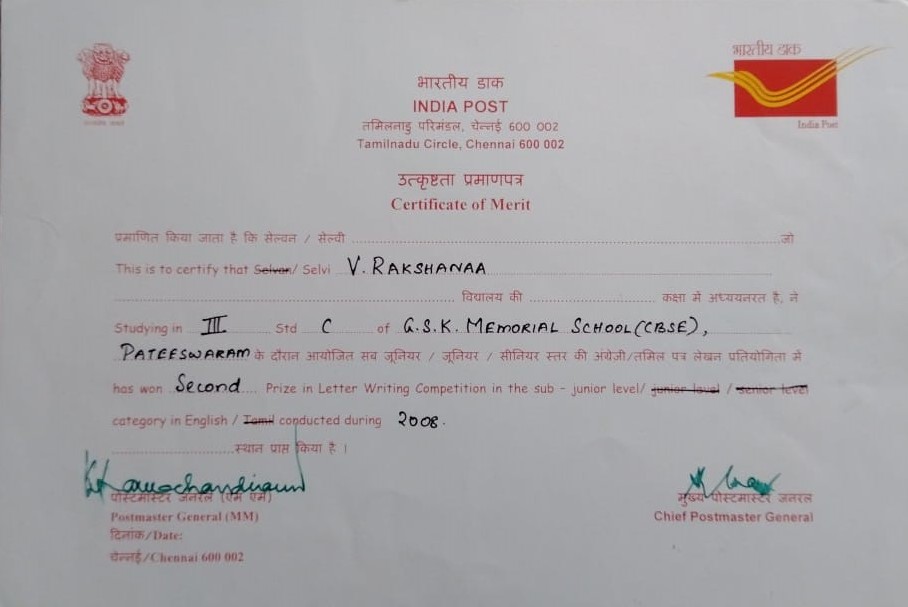 भारतीय डाक
भारतीय डाक
INDIA POST
India Post
तमिलनाडु परिमंडल, चेन्नई 600 002
Tamilnadu Circle, Chennai 600 002
उत्कृष्टता प्रमाणपत्र
Certificate of Merit
प्रमाणित किया जाता है कि सेल्वन / सेल्वी जो
This is to certify that Selvan/ Selvi V. RAKSHANAA
विद्यालय की कक्षा में अध्ययनरत है, ने
Studying in III Std C of G.S.K. MEMORIAL SCHOOL (CBSE),
PATEESWARAM के दौरान आयोजित सब जूनियर / जूनियर / सीनियर स्तर की अंग्रेजी/तमिल पत्र लेखन प्रतियोगिता में
has won Second Prize in Letter Writing Competition in the sub - junior level/ junior level / senior level
category in English / Tamil conducted during 2008.
स्थान प्राप्त किया है ।
पोस्टमास्टर जनरल (एम एम)
मुख्य पोस्टमास्टर जनरल
Postmaster General (MM)
Chief Postmaster General
दिनांक/Date:
चेन्नई/Chennai 600 002